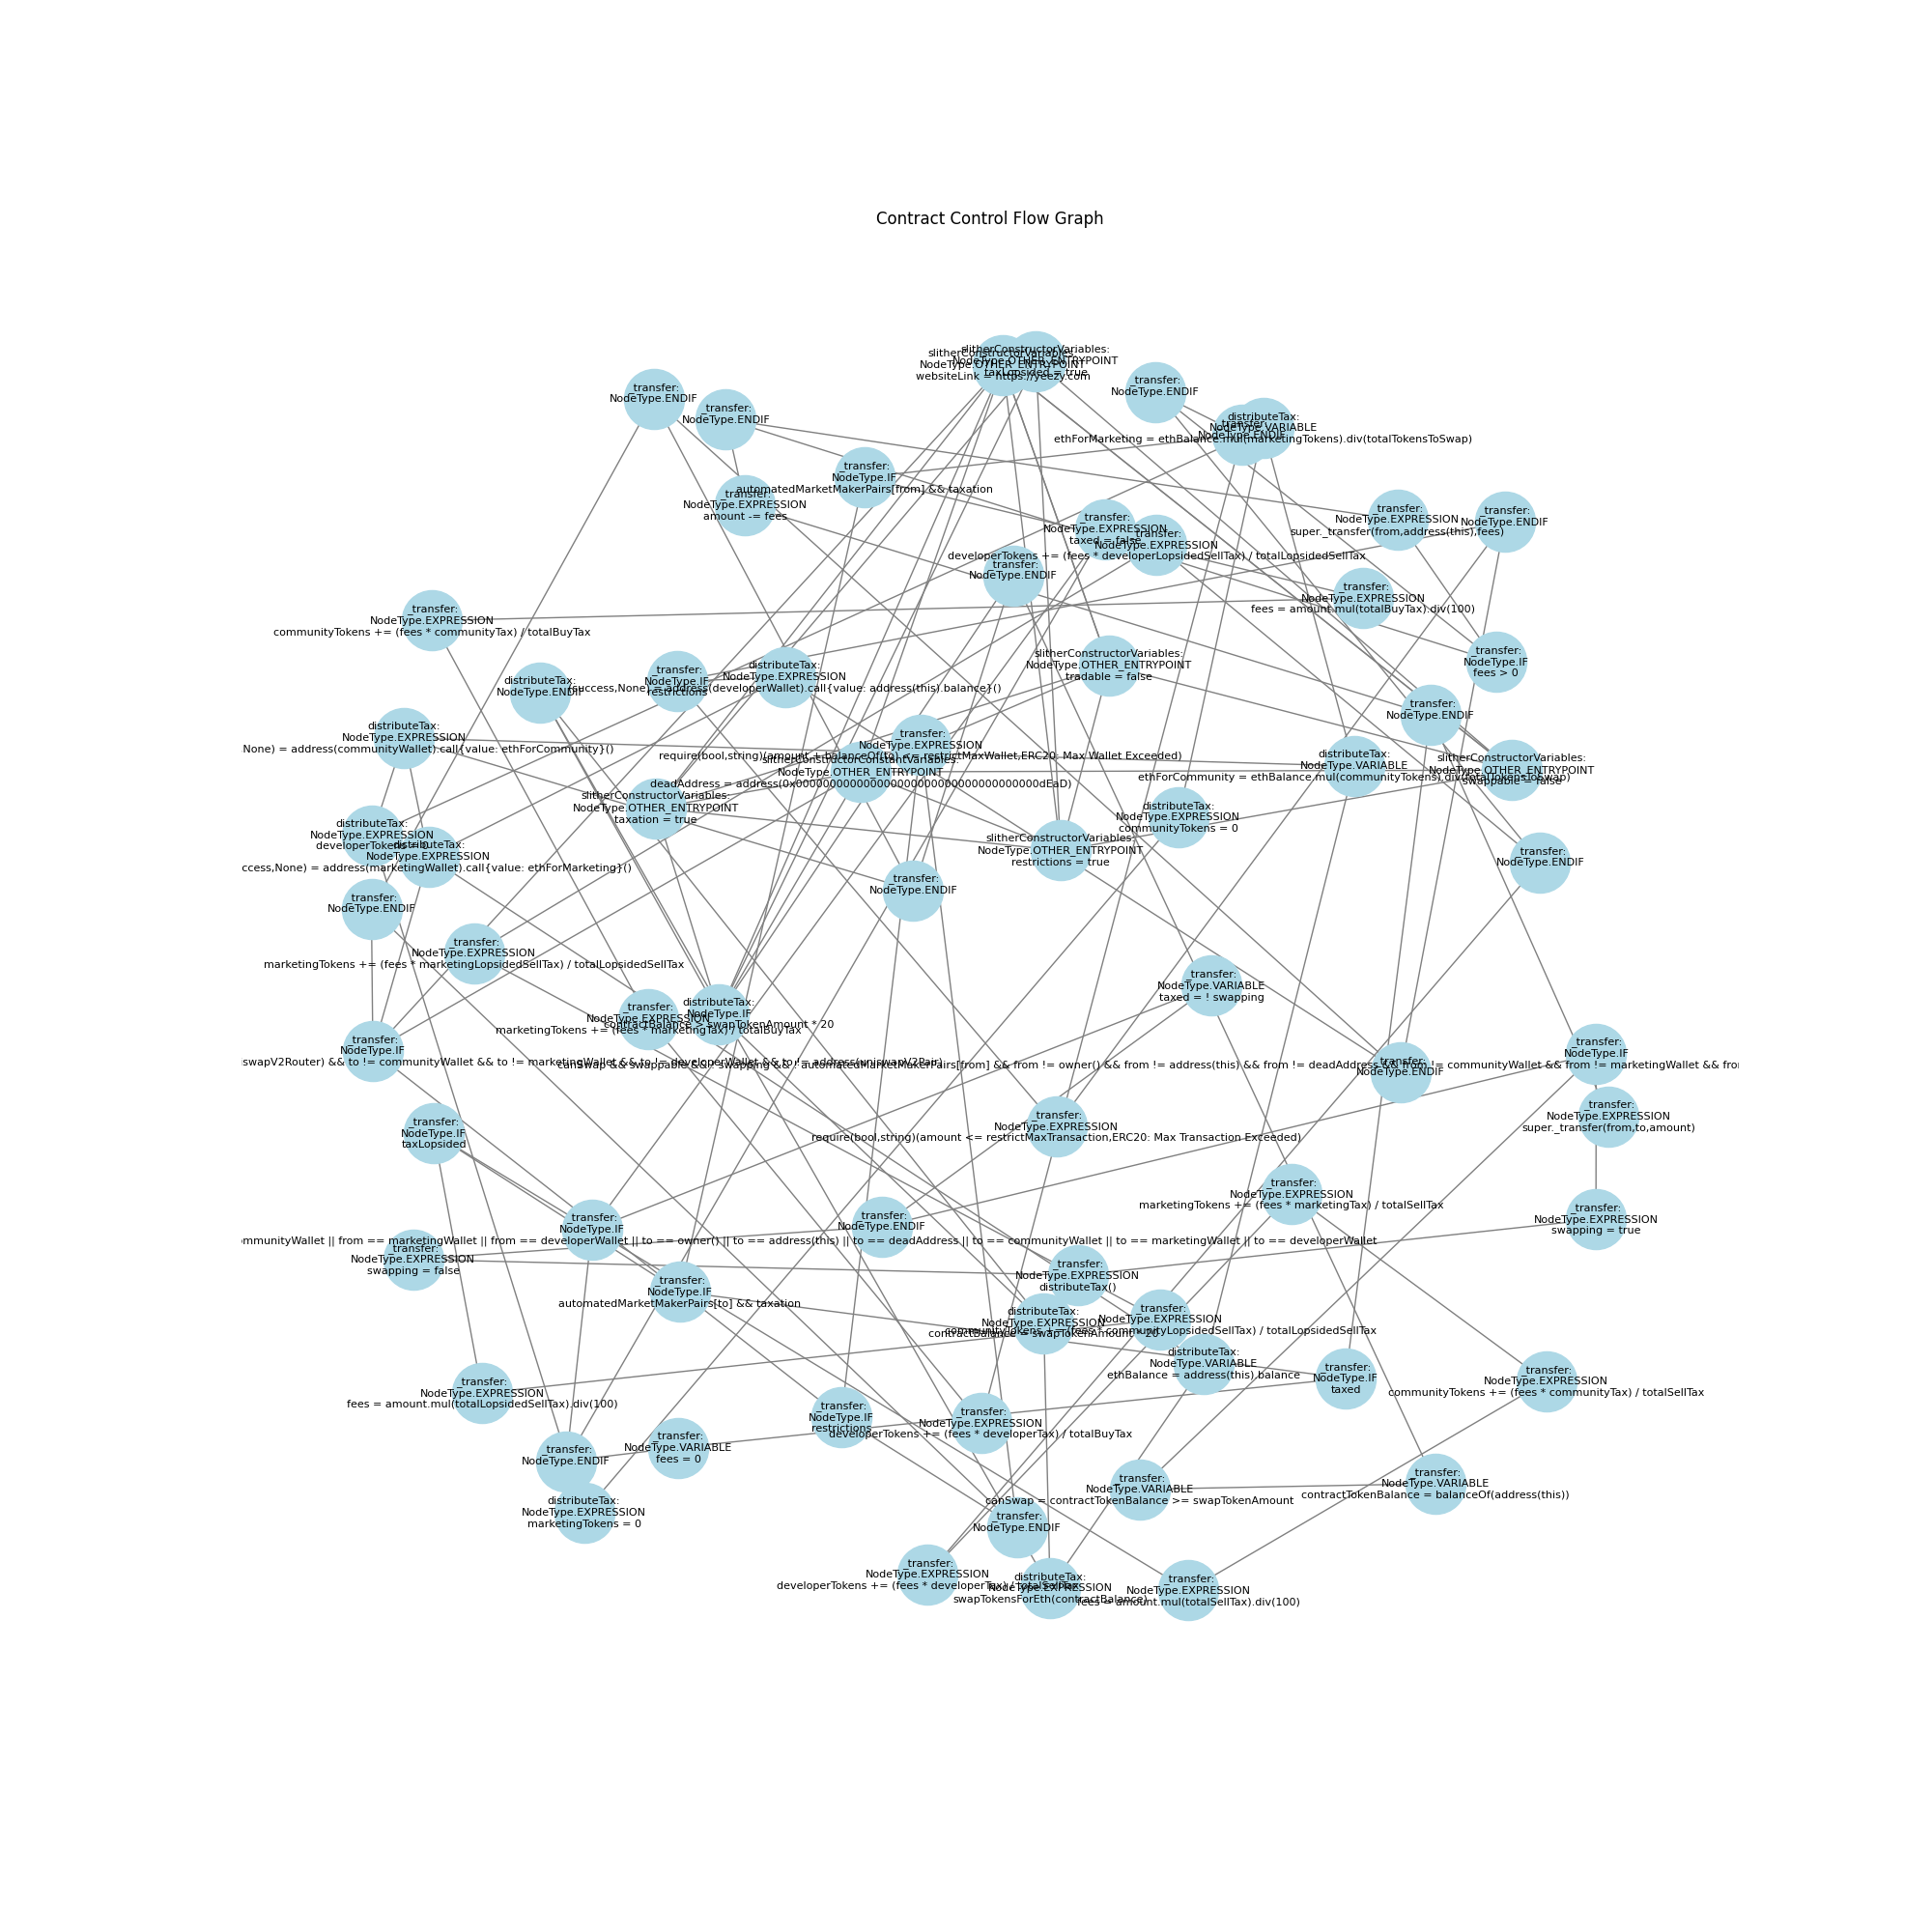 Contract Control Flow Graph
slitherConstructorVariables:
NodeType.OTHER_ENTRYPOINT
taxLopsided = true
slitherConstructorVariables:
NodeType.OTHER_ENTRYPOINT
websiteLink = https://yeezy.com
_transfer:
NodeType.ENDIF
_transfer:
NodeType.ENDIF
_transfer:
NodeType.ENDIF
distributeTax:
NodeType.VARIABLE
ethForMarketing = ethBalance.mul(marketingTokens).div(totalTokensToSwap)
_transfer:
NodeType.ENDIF
_transfer:
NodeType.IF
automatedMarketMakerPairs[from] && taxation
_transfer:
NodeType.EXPRESSION
amount -= fees
_transfer:
NodeType.EXPRESSION
super._transfer(from,address(this),fees)
_transfer:
NodeType.ENDIF
_transfer:
NodeType.EXPRESSION
taxed = false
_transfer:
NodeType.EXPRESSION
developerTokens += (fees * developerLopsidedSellTax) / totalLopsidedSellTax
_transfer:
NodeType.ENDIF
_transfer:
NodeType.EXPRESSION
fees = amount.mul(totalBuyTax).div(100)
_transfer:
NodeType.EXPRESSION
communityTokens += (fees * communityTax) / totalBuyTax
_transfer:
NodeType.IF
fees > 0
distributeTax:
NodeType.ENDIF
_transfer:
NodeType.IF
restrictions
distributeTax:
NodeType.EXPRESSION
(success,None) = address(developerWallet).call{value: address(this).balance}()
slitherConstructorVariables:
NodeType.OTHER_ENTRYPOINT
tradable = false
_transfer:
NodeType.ENDIF
distributeTax:
NodeType.EXPRESSION
None) = address(communityWallet).call{value: ethForCommunity}()
_transfer:
NodeType.EXPRESSION
require(bool,string)(amount + balanceOf(to) <= restrictMaxWallet,ERC20: Max Wallet Exceeded)
slitherConstructorConstantVariables:
NodeType.OTHER_ENTRYPOINT
deadAddress = address(0x000000000000000000000000000000000000dEaD)
distributeTax:
NodeType.VARIABLE
ethForCommunity = ethBalance.mul(communityTokens).div(totalTokensToSwap)
slitherConstructorVariables:
NodeType.OTHER_ENTRYPOINT
swappable = false
slitherConstructorVariables:
NodeType.OTHER_ENTRYPOINT
taxation = true
distributeTax:
NodeType.EXPRESSION
communityTokens = 0
distributeTax:
NodeType.EXPRESSION
developerTokens = 0
distributeTax:
NodeType.EXPRESSION
ccess,None) = address(marketingWallet).call{value: ethForMarketing}()
slitherConstructorVariables:
NodeType.OTHER_ENTRYPOINT
restrictions = true
_transfer:
NodeType.ENDIF
_transfer:
NodeType.ENDIF
_transfer:
NodeType.ENDIF
_transfer:
NodeType.EXPRESSION
marketingTokens += (fees * marketingLopsidedSellTax) / totalLopsidedSellTax
_transfer:
NodeType.VARIABLE
taxed = ! swapping
distributeTax:
NodeType.IF
contractBalance > swapTokenAmount * 20
_transfer:
NodeType.EXPRESSION
marketingTokens += (fees * marketingTax) / totalBuyTax
_transfer:
NodeType.IF
swapV2Router) && to != communityWallet && to != marketingWallet && to != developerWallet && to != address(uniswapV2Pair)
_transfer:
NodeType.IF
canSwap && swappable && ! swapping && ! automatedMarketMakerPairs[from] && from != owner() && from != address(this) && from != deadAddress && from != communityWallet && from != marketingWallet && fro
_transfer:
NodeType.ENDIF
_transfer:
NodeType.EXPRESSION
super._transfer(from,to,amount)
_transfer:
NodeType.IF
taxLopsided
_transfer:
NodeType.EXPRESSION
require(bool,string)(amount <= restrictMaxTransaction,ERC20: Max Transaction Exceeded)
_transfer:
NodeType.EXPRESSION
marketingTokens += (fees * marketingTax) / totalSellTax
_transfer:
NodeType.EXPRESSION
swapping = true
_transfer:
NodeType.ENDIF
_transfer:
NodeType.IF
ommunityWallet || from == marketingWallet || from == developerWallet || to == owner() || to == address(this) || to == deadAddress || to == communityWallet || to == marketingWallet || to == developerWallet
_transfer:
NodeType.EXPRESSION
swapping = false
_transfer:
NodeType.EXPRESSION
distributeTax()
_transfer:
NodeType.IF
automatedMarketMakerPairs[to] && taxation
distributeTax:
NodeType.EXPRESSION
contractBalance = swapTokenAmount * 20
_transfer:
NodeType.EXPRESSION
communityTokens += (fees * communityLopsidedSellTax) / totalLopsidedSellTax
distributeTax:
NodeType.VARIABLE
ethBalance = address(this).balance
_transfer:
NodeType.IF
taxed
_transfer:
NodeType.EXPRESSION
communityTokens += (fees * communityTax) / totalSellTax
_transfer:
NodeType.EXPRESSION
fees = amount.mul(totalLopsidedSellTax).div(100)
_transfer:
NodeType.IF
restrictions
_transfer:
NodeType.EXPRESSION
developerTokens += (fees * developerTax) / totalBuyTax
_transfer:
NodeType.VARIABLE
fees = 0
_transfer:
NodeType.ENDIF
_transfer:
NodeType.VARIABLE
canSwap = contractTokenBalance >= swapTokenAmount
_transfer:
NodeType.VARIABLE
contractTokenBalance = balanceOf(address(this))
distributeTax:
NodeType.EXPRESSION
marketingTokens = 0
_transfer:
NodeType.ENDIF
_transfer:
NodeType.EXPRESSION
developerTokens += (fees * developerTax) / totalSellTax
distributeTax:
NodeType.EXPRESSION
swapTokensForEth(contractBalance)
_transfer:
NodeType.EXPRESSION
fees = amount.mul(totalSellTax).div(100)